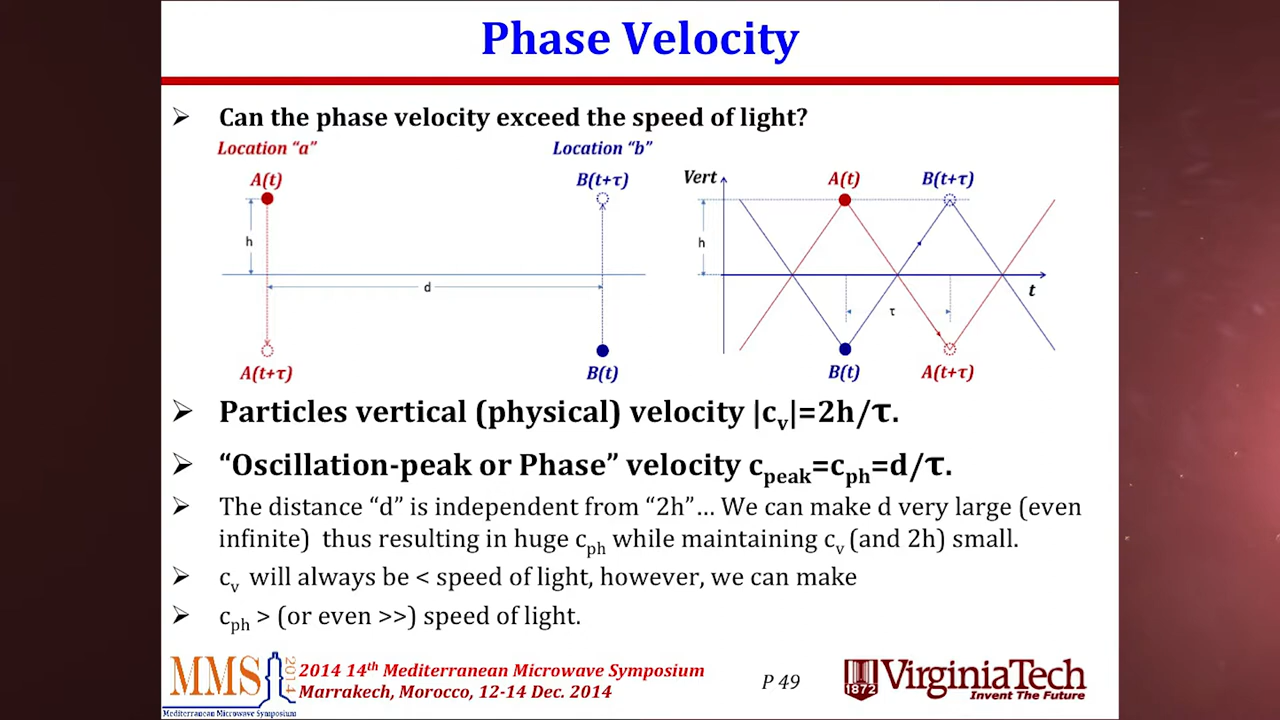 Phase Velocity
➢ Can the phase velocity exceed the speed of light?
Location “a”
Location “b”
A(t)
B(t+τ)
h
d
A(t+τ)
B(t)
Vert
A(t)
B(t+τ)
h
t
τ
B(t)
A(t+τ)
➢ Particles vertical (physical) velocity |cv|=2h/τ.
➢ “Oscillation-peak or Phase” velocity cpeak=cph=d/τ.
➢ The distance “d” is independent from “2h”… We can make d very large (even
infinite) thus resulting in huge cph while maintaining cv (and 2h) small.
➢ cv will always be < speed of light, however, we can make
➢ cph > (or even >>) speed of light.
MMS 2014
Mediterranean Microwave Symposium
2014 14th Mediterranean Microwave Symposium
Marrakech, Morocco, 12-14 Dec. 2014
P 49
1872
VirginiaTech
Invent the Future